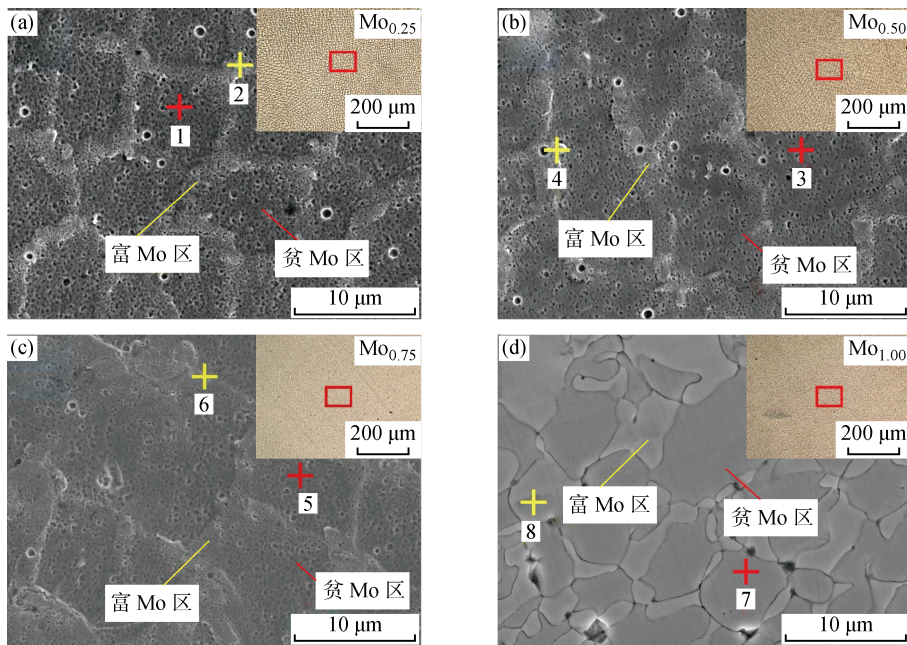 (a)
Mo0.25
200 μm
1
2
富 Mo 区
贫 Mo 区
10 μm
(b)
Mo0.50
200 μm
4
3
富 Mo 区
贫 Mo 区
10 μm
(c)
Mo0.75
200 μm
6
5
富 Mo 区
贫 Mo 区
10 μm
(d)
Mo1.00
200 μm
富 Mo 区
贫 Mo 区
8
7
10 μm